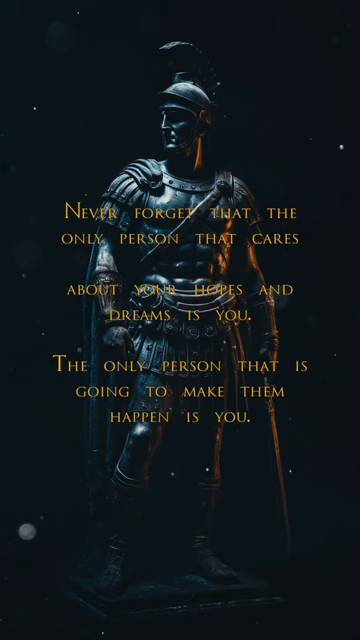 Never forget that the
only person that cares
about your hopes and
dreams is you.
The only person that is
going to make them
happen is you.